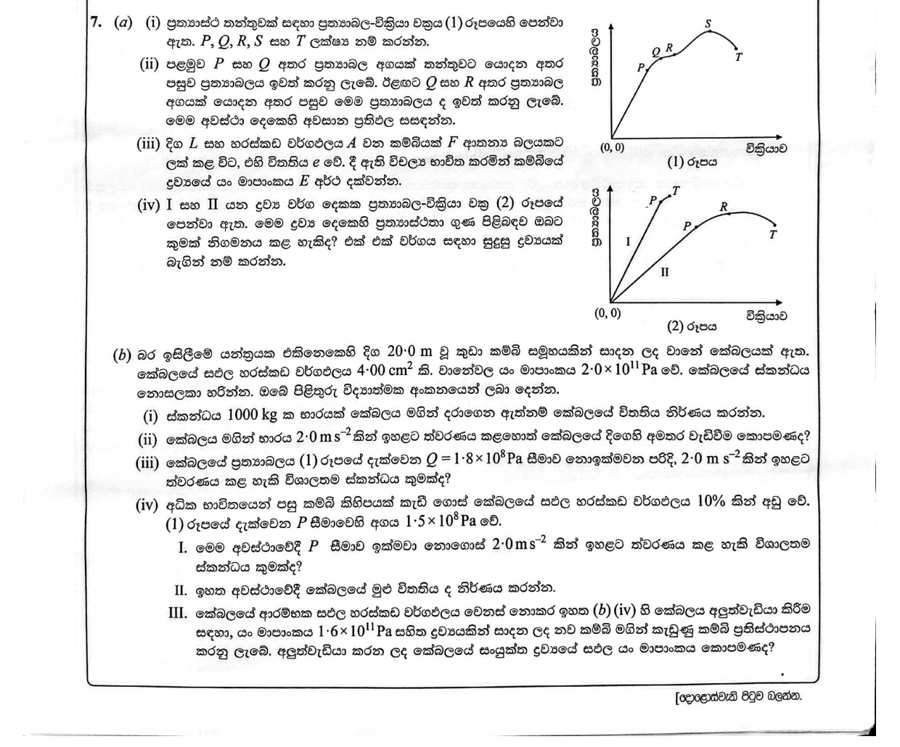 7. (a) (i) ප්‍රත්‍යාස්ථ තන්තුවක් සඳහා ප්‍රත්‍යාබල-වික්‍රියා වක්‍රය (1) රූපයෙහි පෙන්වා
ඇත. P, Q, R, S සහ T ලක්ෂ්‍ය නම් කරන්න.
(ii) පළමුව P සහ Q අතර ප්‍රත්‍යාබල අගයක් තන්තුවට යොදන අතර
පසුව ප්‍රත්‍යාබලය ඉවත් කරනු ලැබේ. ඊළඟට Q සහ R අතර ප්‍රත්‍යාබල
අගයක් යොදන අතර පසුව මෙම ප්‍රත්‍යාබලය ද ඉවත් කරනු ලැබේ.
මෙම අවස්ථා දෙකෙහි අවසාන ප්‍රතිඵල සසඳන්න.
(iii) දිග L සහ හරස්කඩ වර්ගඵලය A වන කම්බියක් F ආතන්‍ය බලයකට
ලක් කළ විට, එහි විතතිය e වේ. දී ඇති විචල්‍ය භාවිත කරමින් කම්බියේ
ද්‍රව්‍යයේ යං මාපාංකය E අර්ථ දක්වන්න.
(iv) I සහ II යන ද්‍රව්‍ය වර්ග දෙකක ප්‍රත්‍යාබල-වික්‍රියා වක්‍ර (2) රූපයේ
පෙන්වා ඇත. මෙම ද්‍රව්‍ය දෙකෙහි ප්‍රත්‍යාස්ථතා ගුණ පිළිබඳව ඔබට
කුමක් නිගමනය කළ හැකිද? එක් එක් වර්ගය සඳහා සුදුසු ද්‍රව්‍යයක්
බැගින් නම් කරන්න.
ප්‍රත්‍යාබලය
P
Q
R
S
T
(0, 0)
වික්‍රියාව
(1) රූපය
ප්‍රත්‍යාබලය
P
T
I
P
R
T
II
(0, 0)
වික්‍රියාව
(2) රූපය
(b) බර ඉසිලීමේ යන්ත්‍රයක එකිනෙකෙහි දිග 20·0 m වූ කුඩා කම්බි සමූහයකින් සාදන ලද වානේ කේබලයක් ඇත.
කේබලයේ සඵල හරස්කඩ වර්ගඵලය 4·00 cm² කි. වානේවල යං මාපාංකය 2·0 × 10¹¹ Pa වේ. කේබලයේ ස්කන්ධය
නොසලකා හරින්න. ඔබේ පිළිතුරු විද්‍යාත්මක අංකනයෙන් ලබා දෙන්න.
(i) ස්කන්ධය 1000 kg ක භාරයක් කේබලය මගින් දරාගෙන ඇත්නම් කේබලයේ විතතිය නිර්ණය කරන්න.
(ii) කේබලය මගින් භාරය 2·0 m s⁻² කින් ඉහළට ත්වරණය කළහොත් කේබලයේ දිගෙහි අමතර වැඩිවීම කොපමණද?
(iii) කේබලයේ ප්‍රත්‍යාබලය (1) රූපයේ දැක්වෙන Q = 1·8 × 10⁸ Pa සීමාව නොඉක්මවන පරිදි, 2·0 m s⁻² කින් ඉහළට
ත්වරණය කළ හැකි විශාලතම ස්කන්ධය කුමක්ද?
(iv) අධික භාවිතයෙන් පසු කම්බි කිහිපයක් කැඩී ගොස් කේබලයේ සඵල හරස්කඩ වර්ගඵලය 10% කින් අඩු වේ.
(1) රූපයේ දැක්වෙන P සීමාවෙහි අගය 1·5 × 10⁸ Pa වේ.
I. මෙම අවස්ථාවේදී P සීමාව ඉක්මවා නොගොස් 2·0 m s⁻² කින් ඉහළට ත්වරණය කළ හැකි විශාලතම
ස්කන්ධය කුමක්ද?
II. ඉහත අවස්ථාවේදී කේබලයේ මුළු විතතිය ද නිර්ණය කරන්න.
III. කේබලයේ ආරම්භක සඵල හරස්කඩ වර්ගඵලය වෙනස් නොකර ඉහත (b) (iv) හි කේබලය අලුත්වැඩියා කිරීම
සඳහා, යං මාපාංකය 1·6 × 10¹¹ Pa සහිත ද්‍රව්‍යයකින් සාදන ලද නව කම්බි මගින් කැඩුණු කම්බි ප්‍රතිස්ථාපනය
කරනු ලැබේ. අලුත්වැඩියා කරන ලද කේබලයේ සංයුක්ත ද්‍රව්‍යයේ සඵල යං මාපාංකය කොපමණද?
[දොළොස්වැනි පිටුව බලන්න.